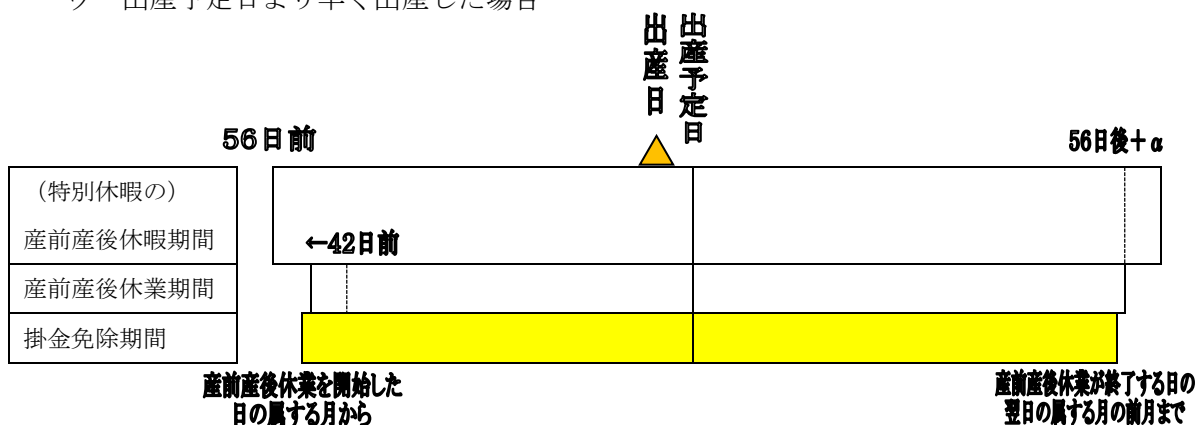 ウ 出産予定日より早く出産した場合
出産日
出産予定日
56日前
56日後+α
(特別休暇の)
産前産後休暇期間
←42日前
産前産後休業期間
掛金免除期間
産前産後休業を開始した
日の属する月から
産前産後休業が終了する日の
翌日の属する月の前月まで